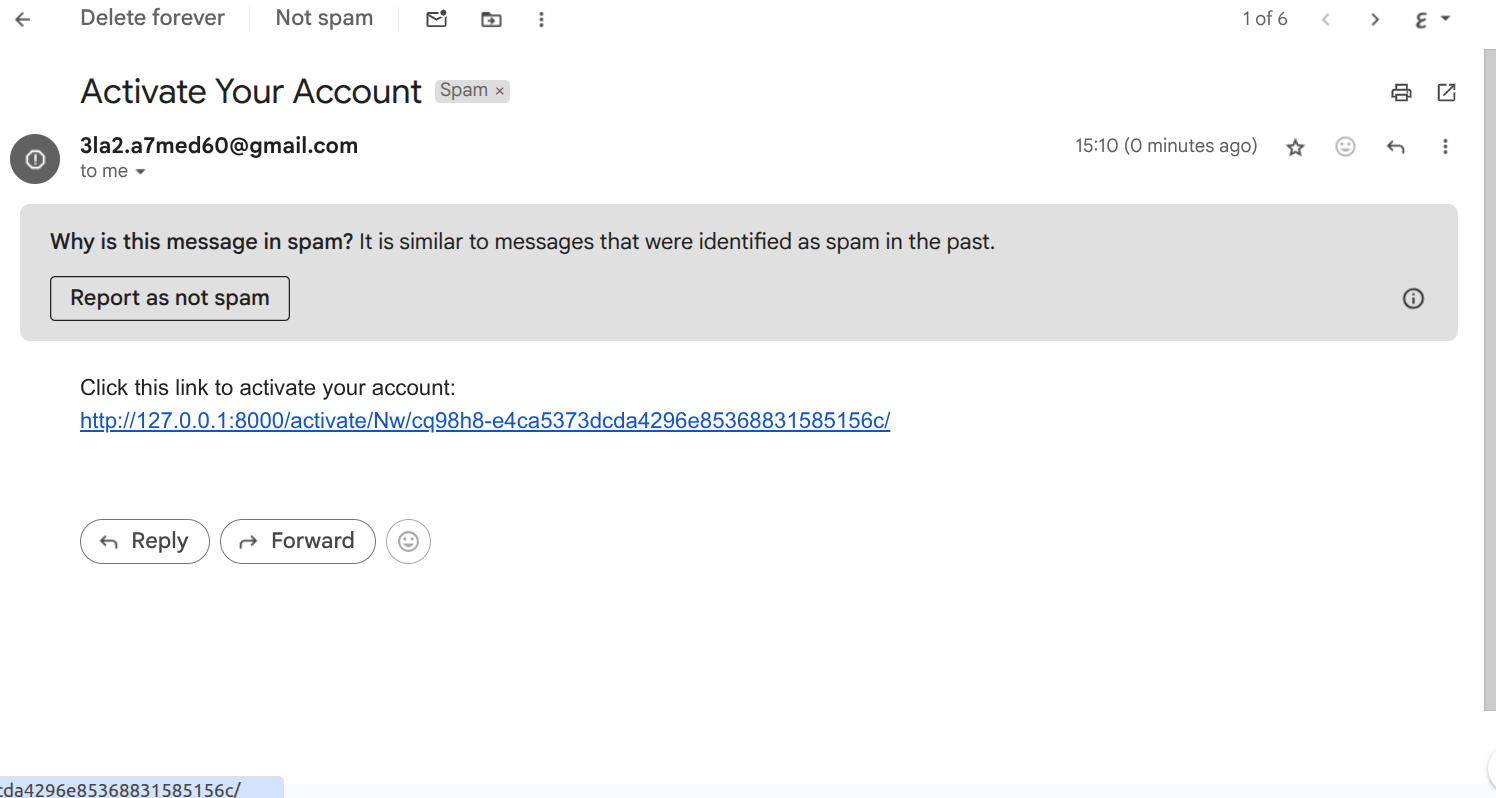 Delete forever Not spam 1 of 6
Activate Your Account Spam ×
3la2.a7med60@gmail.com 15:10 (0 minutes ago)
to me
Why is this message in spam? It is similar to messages that were identified as spam in the past.
Report as not spam
Click this link to activate your account:
http://127.0.0.1:8000/activate/Nw/cq98h8-e4ca5373dcda4296e85368831585156c/
Reply Forward
cda4296e85368831585156c/